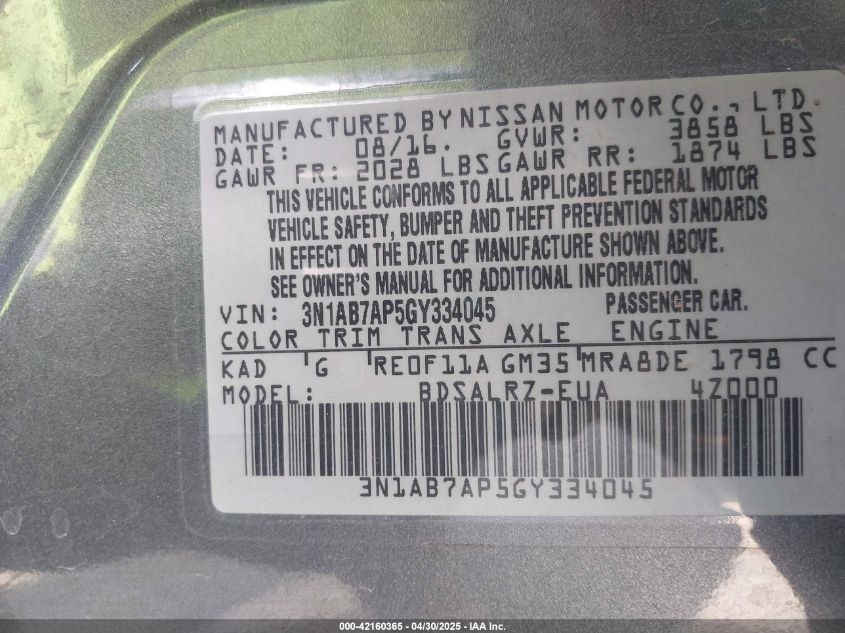 MANUFACTURED BY NISSAN MOTOR CO., LTD.
DATE: 08/16. GVWR: 3858 LBS
GAWR FR: 2028 LBS GAWR RR: 1874 LBS
THIS VEHICLE CONFORMS TO ALL APPLICABLE FEDERAL MOTOR
VEHICLE SAFETY, BUMPER AND THEFT PREVENTION STANDARDS
IN EFFECT ON THE DATE OF MANUFACTURE SHOWN ABOVE.
SEE OWNER'S MANUAL FOR ADDITIONAL INFORMATION.
VIN: 3N1AB7AP5GY334045 PASSENGER CAR.
COLOR TRIM TRANS AXLE ENGINE
KAD G RE0F11A GM35 MRA8DE 1798 CC
MODEL: BDSALRZ-EUA 4Z000
3N1AB7AP5GY334045
000-42160365 - 04/30/2025 - IAA Inc.